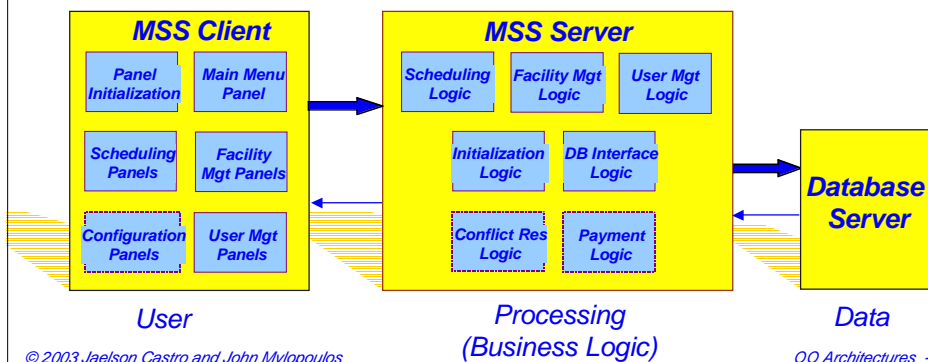 MSS Client
Panel
Initialization
Main Menu
Panel
Scheduling
Panels
Facility
Mgt Panels
Configuration
Panels
User Mgt
Panels
MSS Server
Scheduling
Logic
Facility Mgt
Logic
User Mgt
Logic
Initialization
Logic
DB Interface
Logic
Conflict Res
Logic
Payment
Logic
Database
Server
User
Processing
(Business Logic)
Data
© 2003 Jaelson Castro and John Mylopoulos
OO Architectures -